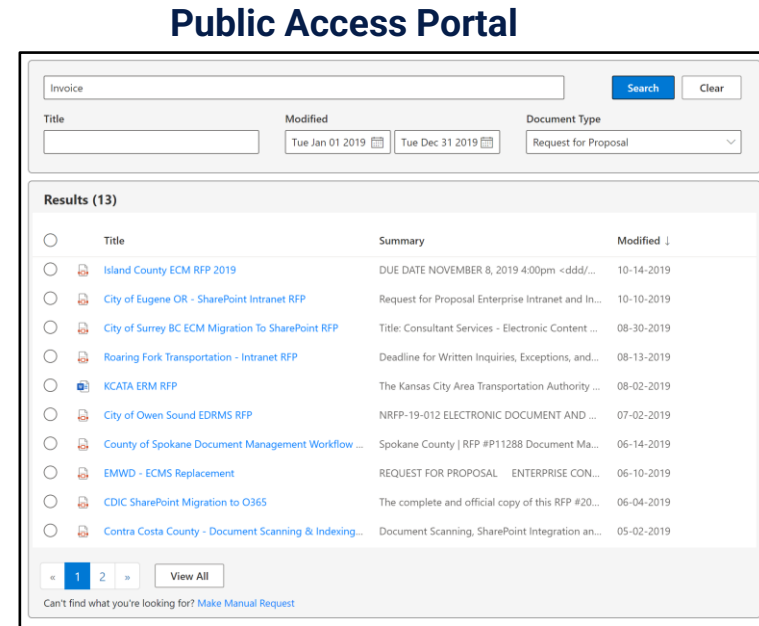 Public Access Portal
Invoice
Search
Clear
Title
Modified
Document Type
Tue Jan 01 2019
Tue Dec 31 2019
Request for Proposal
Results (13)
Title Summary Modified ↓
Island County ECM RFP 2019 DUE DATE NOVEMBER 8, 2019 4:00pm <ddd/... 10-14-2019
City of Eugene OR - SharePoint Intranet RFP Request for Proposal Enterprise Intranet and In... 10-10-2019
City of Surrey BC ECM Migration To SharePoint RFP Title: Consultant Services - Electronic Content ... 08-30-2019
Roaring Fork Transportation - Intranet RFP Deadline for Written Inquiries, Exceptions, and... 08-13-2019
KCATA ERM RFP The Kansas City Area Transportation Authority ... 08-02-2019
City of Owen Sound EDRMS RFP NRFP-19-012 ELECTRONIC DOCUMENT AND ... 07-02-2019
County of Spokane Document Management Workflow ... Spokane County | RFP #P11288 Document Ma... 06-14-2019
EMWD - ECMS Replacement REQUEST FOR PROPOSAL ENTERPRISE CON... 06-10-2019
CDIC SharePoint Migration to O365 The complete and official copy of this RFP #20... 06-04-2019
Contra Costa County - Document Scanning & Indexing... Document Scanning, SharePoint Integration an... 05-02-2019
« 1 2 » View All
Can't find what you're looking for? Make Manual Request